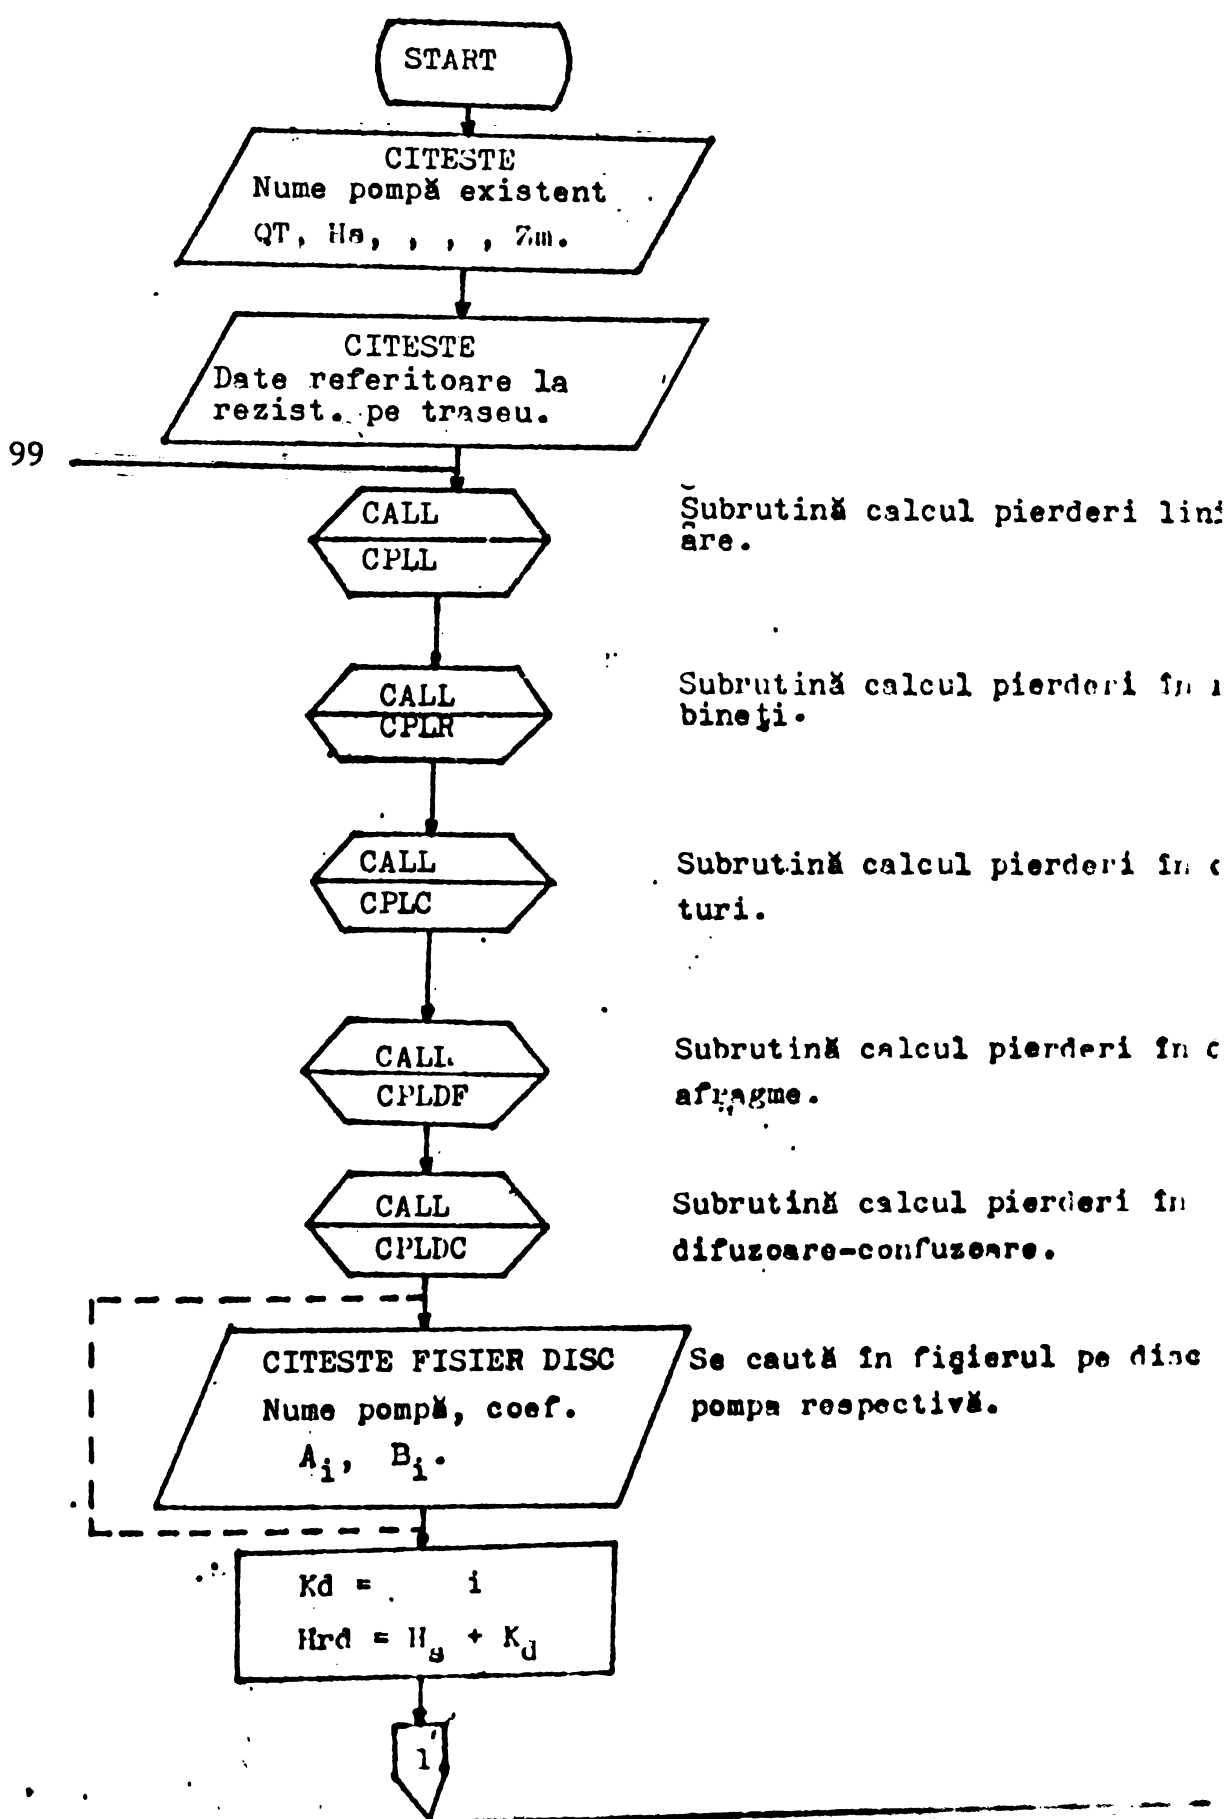 START
CITESTE
Nume pompă existent
QT, Hs, , , , Zm.
CITESTE
Date referitoare la
rezist. pe traseu.
99
CALL
CPLL
Subrutină calcul pierderi lini
are.
CALL
CPLR
Subrutină calcul pierderi în
bineţi.
CALL
CPLC
Subrutină calcul pierderi în
turi.
CALL
CPLDF
Subrutină calcul pierderi în
afragme.
CALL
CPLDC
Subrutină calcul pierderi în
difuzoare-confuzoare.
CITESTE FISIER DISC
Nume pompă, coef.
Ai, Bi.
Se caută în fişierul pe disc
pompa respectivă.
Kd = i
Hrd = Hs + Kd
1